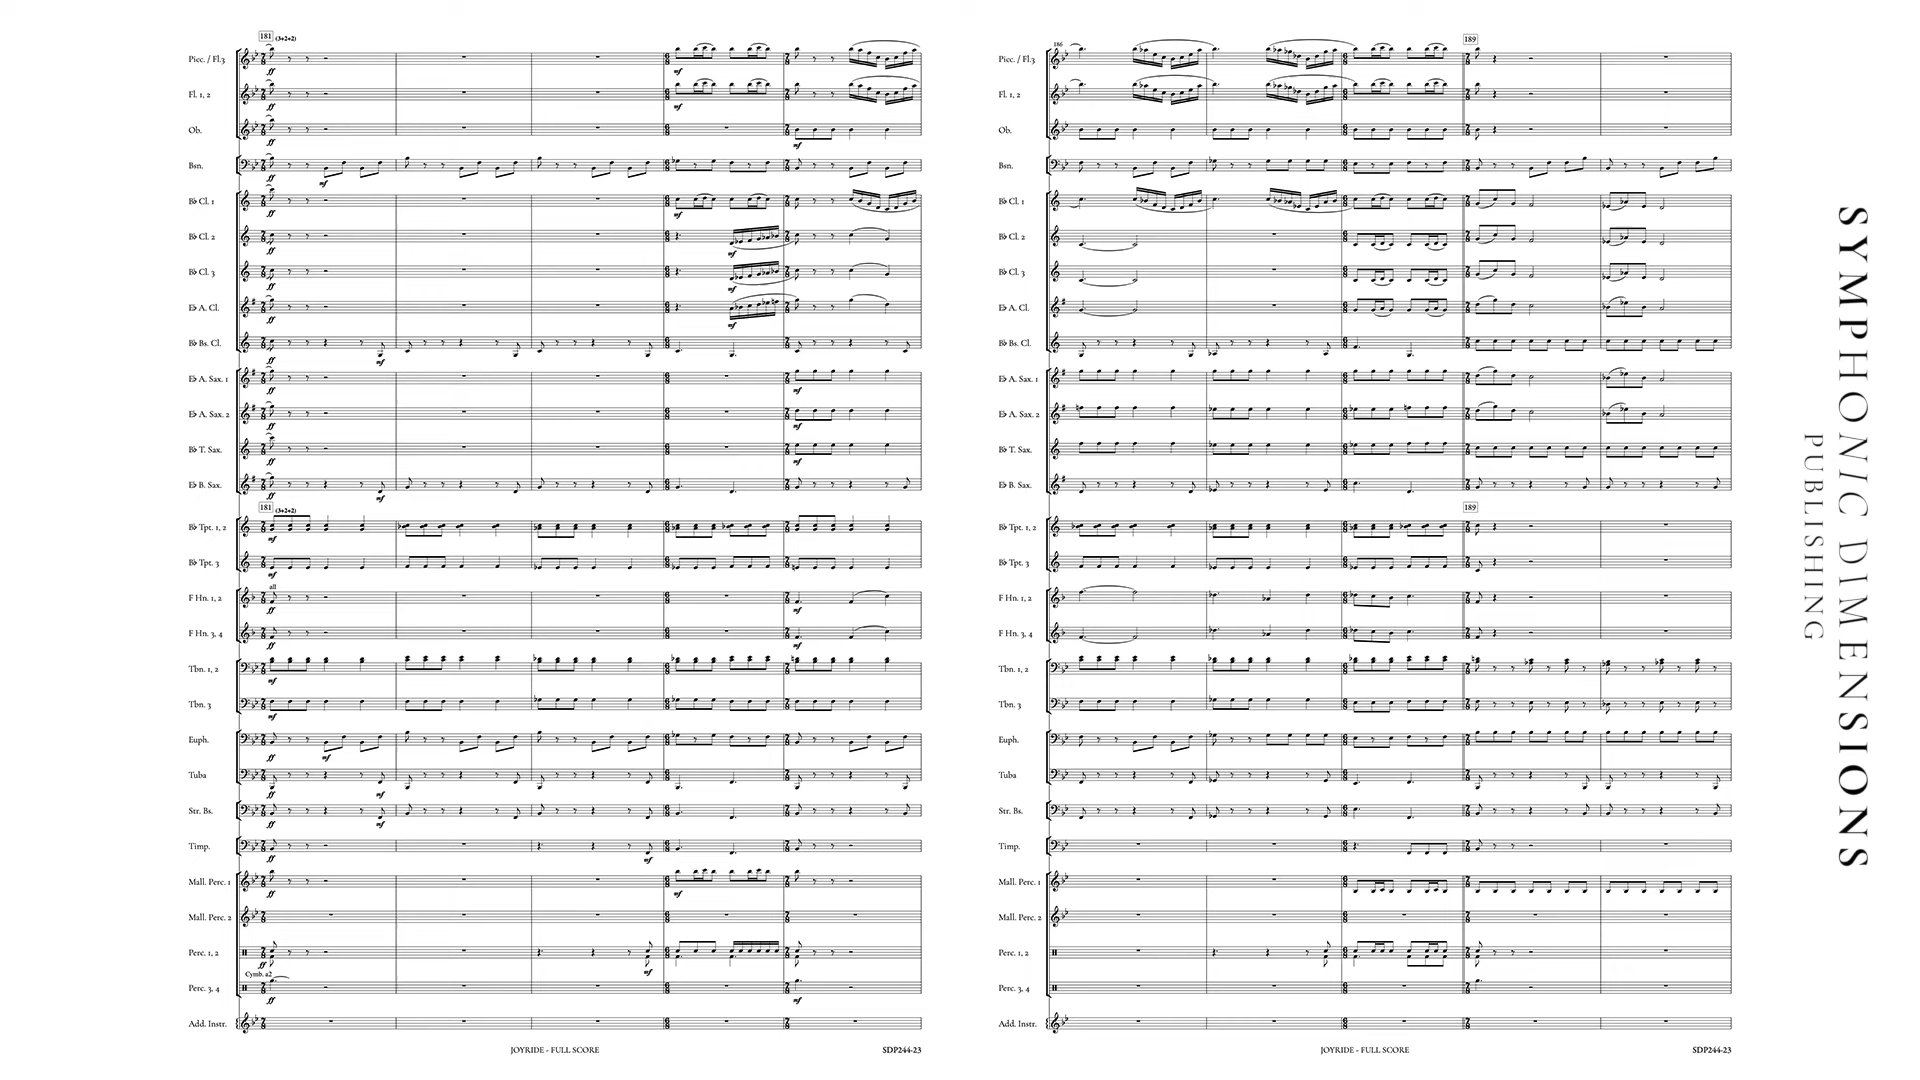 181 (3+2+2)
Picc. / Fl.3
ff
mf
Fl. 1, 2
ff
mf
Ob.
ff
mf
Bsn.
ff
mf
B♭ Cl. 1
ff
mf
B♭ Cl. 2
ff
mf
B♭ Cl. 3
ff
mf
E♭ A. Cl.
ff
mf
B♭ Bs. Cl.
ff
mf
E♭ A. Sax. 1
ff
mf
E♭ A. Sax. 2
ff
mf
B♭ T. Sax.
ff
mf
E♭ B. Sax.
ff
mf
181 (3+2+2)
B♭ Tpt. 1, 2
mf
B♭ Tpt. 3
mf
all
F Hn. 1, 2
ff
mf
F Hn. 3, 4
ff
mf
Tbn. 1, 2
mf
Tbn. 3
mf
Euph.
ff
mf
Tuba
ff
mf
Str. Bs.
ff
mf
Timp.
ff
mf
Mall. Perc. 1
ff
mf
Mall. Perc. 2
Perc. 1, 2
ff
mf
Cymb. a2
Perc. 3, 4
ff
mf
Add. Instr.
JOYRIDE - FULL SCORE
SDP244-23
186
189
Picc. / Fl.3
Fl. 1, 2
Ob.
Bsn.
B♭ Cl. 1
B♭ Cl. 2
B♭ Cl. 3
E♭ A. Cl.
B♭ Bs. Cl.
E♭ A. Sax. 1
E♭ A. Sax. 2
B♭ T. Sax.
E♭ B. Sax.
189
B♭ Tpt. 1, 2
B♭ Tpt. 3
F Hn. 1, 2
F Hn. 3, 4
Tbn. 1, 2
Tbn. 3
Euph.
Tuba
Str. Bs.
Timp.
Mall. Perc. 1
Mall. Perc. 2
Perc. 1, 2
Perc. 3, 4
Add. Instr.
JOYRIDE - FULL SCORE
SDP244-23
SYMPHONIC DIMENSIONS
PUBLISHING